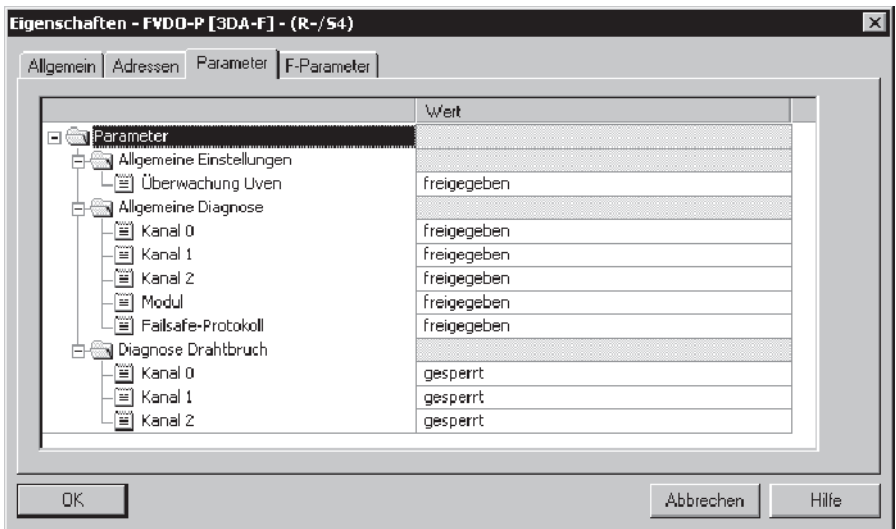 Eigenschaften - FVDO-P [3DA-F] - (R-/S4)
Allgemein Adressen Parameter F-Parameter
Wert
Parameter
Allgemeine Einstellungen
Überwachung Uven freigegeben
Allgemeine Diagnose
Kanal 0 freigegeben
Kanal 1 freigegeben
Kanal 2 freigegeben
Modul freigegeben
Failsafe-Protokoll freigegeben
Diagnose Drahtbruch
Kanal 0 gesperrt
Kanal 1 gesperrt
Kanal 2 gesperrt
OK Abbrechen Hilfe